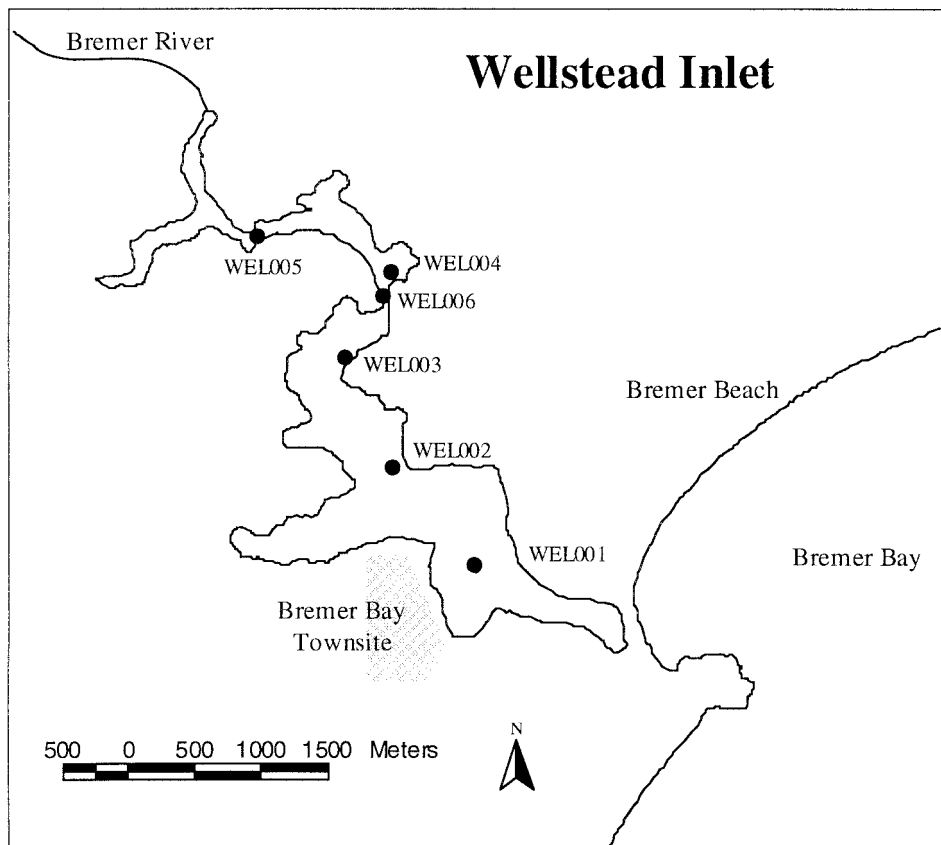 Bremer River
Wellstead Inlet
WEL005
WEL004
WEL006
WEL003
Bremer Beach
WEL002
WEL001
Bremer Bay
Bremer Bay
Townsite
N
500 0 500 1000 1500 Meters